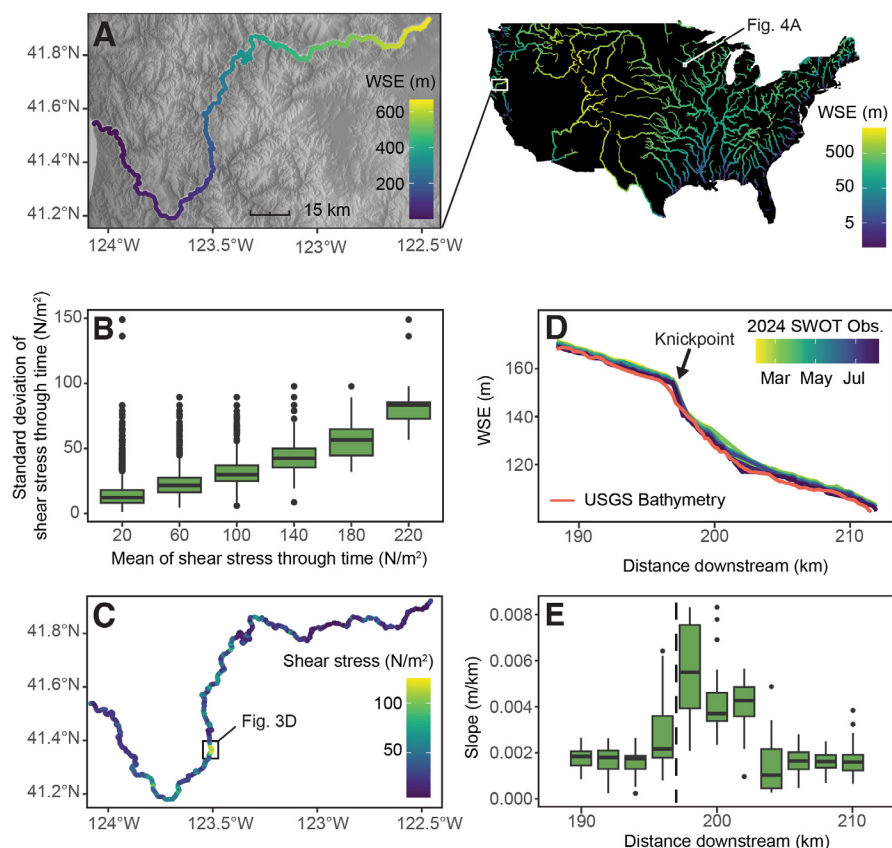 A
WSE (m)
600
400
200
15 km
41.8°N
41.6°N
41.4°N
41.2°N
124°W
123.5°W
123°W
122.5°W
Fig. 4A
WSE (m)
500
50
5
B
Standard deviation of
shear stress through time (N/m²)
150
100
50
0
20 60 100 140 180 220
Mean of shear stress through time (N/m²)
D
2024 SWOT Obs.
Mar May Jul
Knickpoint
WSE (m)
160
140
120
USGS Bathymetry
190 200 210
Distance downstream (km)
C
Shear stress (N/m²)
100
50
Fig. 3D
41.8°N
41.6°N
41.4°N
41.2°N
124°W
123.5°W
123°W
122.5°W
E
Slope (m/km)
0.008
0.006
0.004
0.002
0.000
190 200 210
Distance downstream (km)